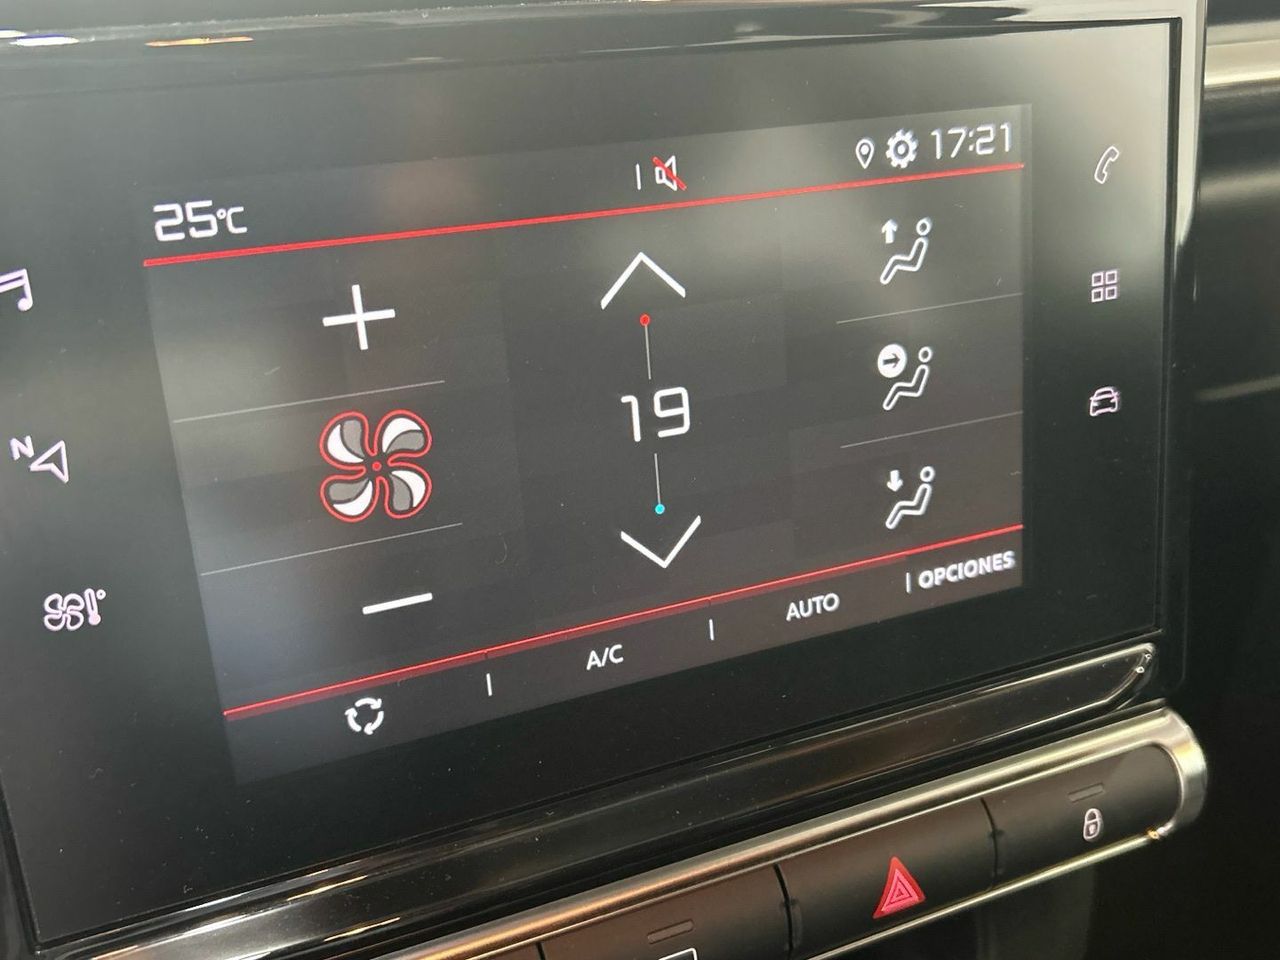 25°C
17:21
19
N
A/C
AUTO
OPCIONES